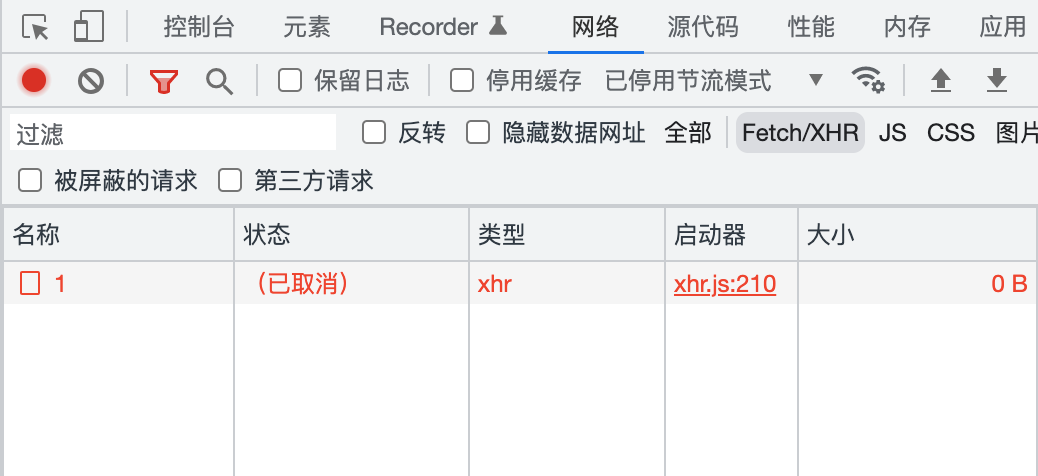 控制台 元素 Recorder 网络 源代码 性能 内存 应用
保留日志 停用缓存 已停用节流模式
过滤 反转 隐藏数据网址 全部 Fetch/XHR JS CSS 图片
被屏蔽的请求 第三方请求
名称 状态 类型 启动器 大小
1 （已取消） xhr xhr.js:210 0 B